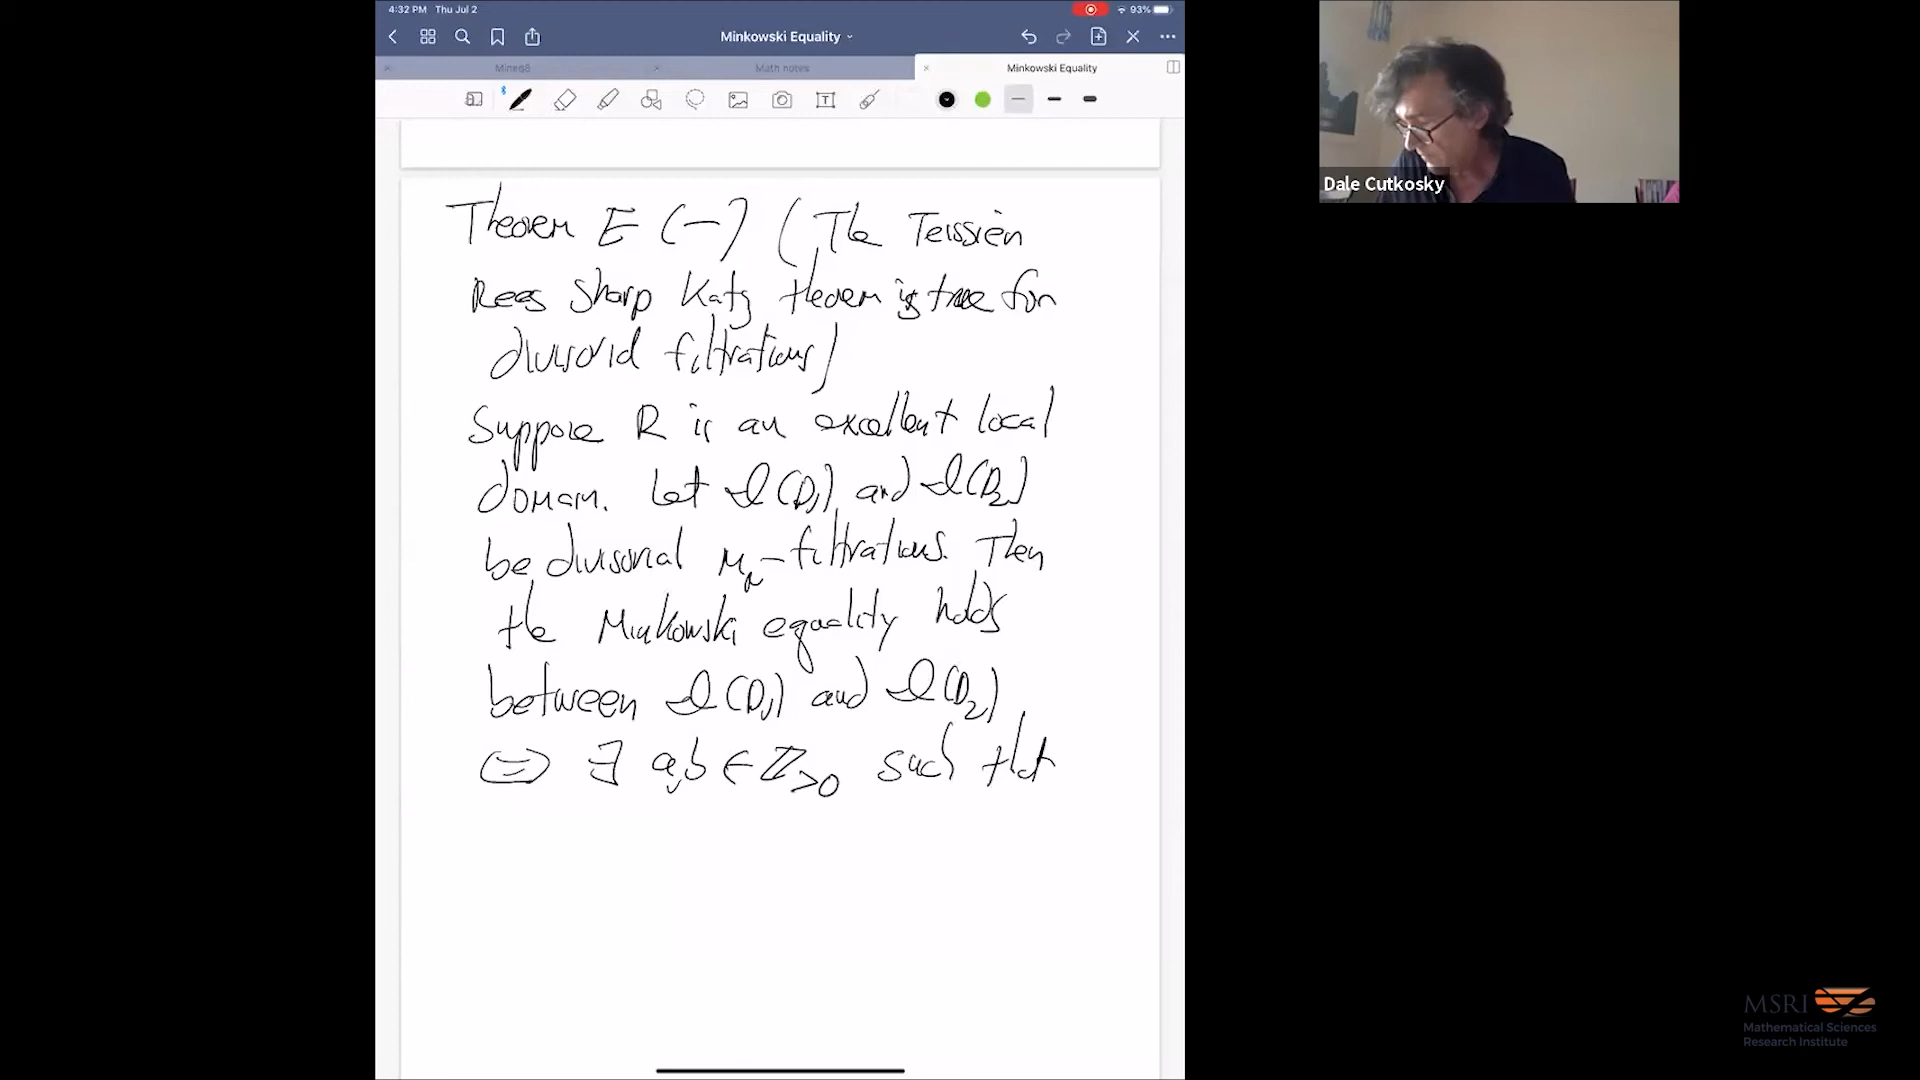 4:32 PM Thu Jul 2
93%
Minkowski Equality
Math notes
Minkowski Equality
Theorem E (—) (The Teissier
Rees Sharp Katz theorem is true for
divisorial filtrations)
Suppose R is an excellent local
domain. Let 𝓘(D₁) and 𝓘(D₂)
be divisorial m_R-filtrations. Then
the Minkowski equality holds
between 𝓘(D₁) and 𝓘(D₂)
⟺ ∃ a,b ∈ ℤ_{>0} such that
Dale Cutkosky
MSRI
Mathematical Sciences
Research Institute